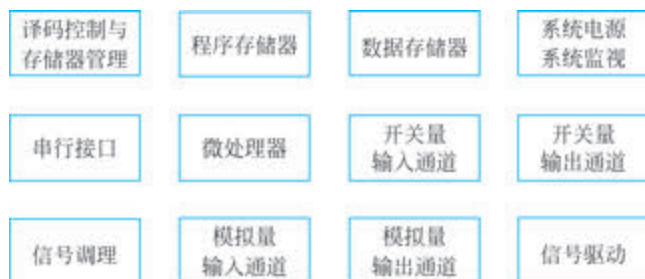 译码控制与
存储器管理
程序存储器
数据存储器
系统电源
系统监视
串行接口
微处理器
开关量
输入通道
开关量
输出通道
信号调理
模拟量
输入通道
模拟量
输出通道
信号驱动